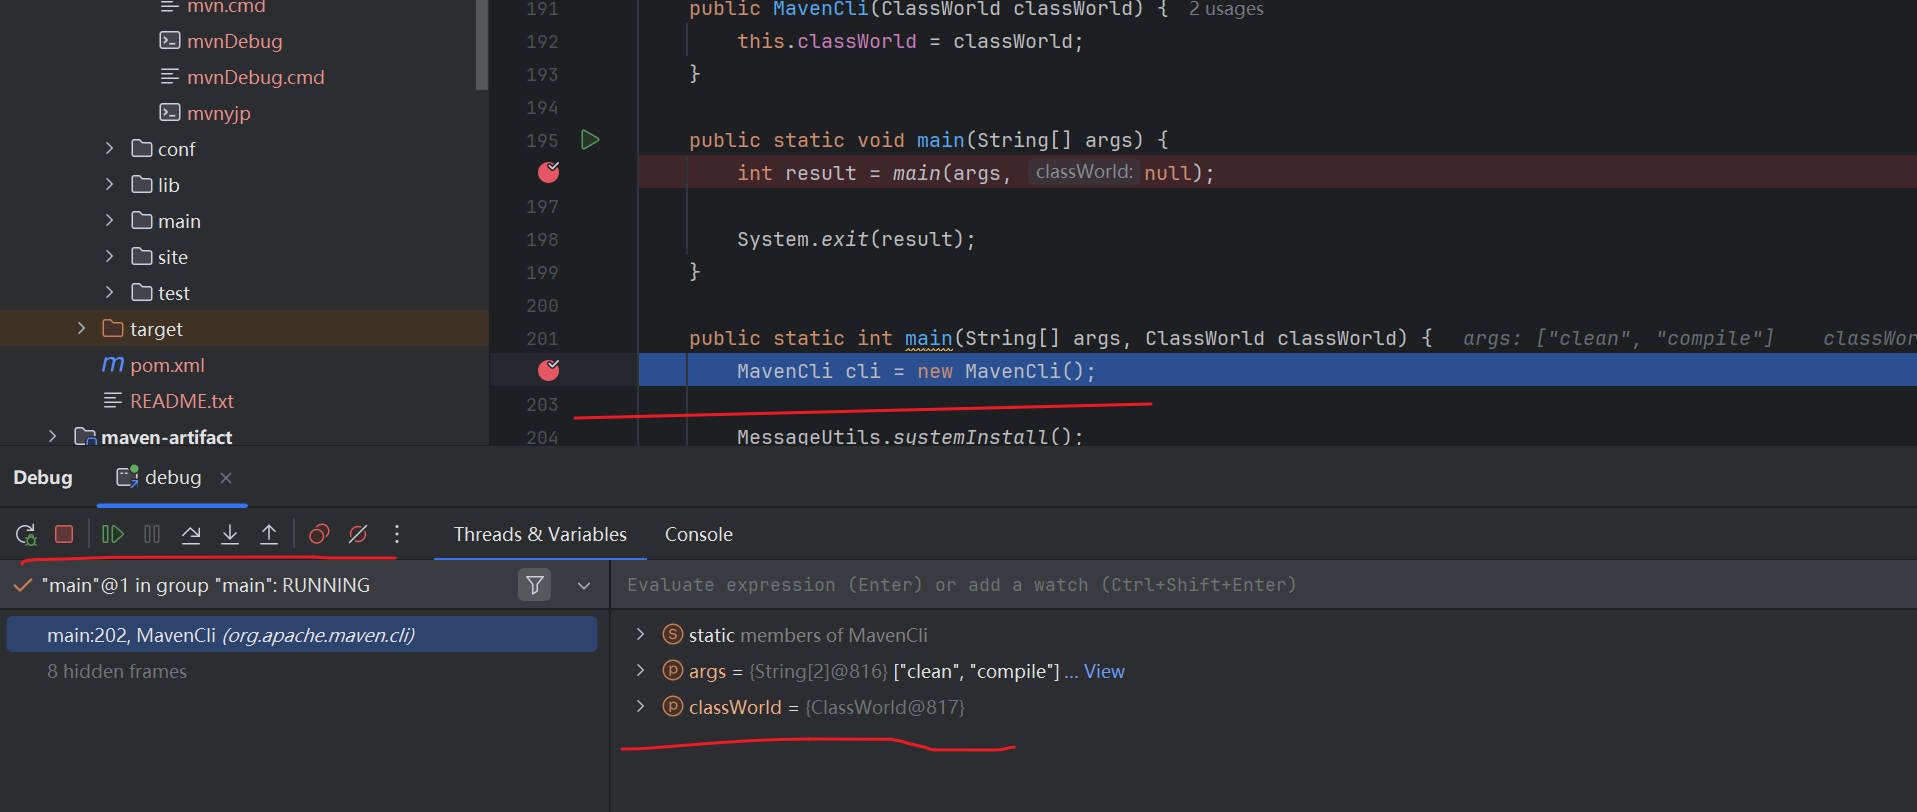 mvn.cmd
mvnDebug
mvnDebug.cmd
mvnyjp
conf
lib
main
site
test
target
m pom.xml
README.txt
maven-artifact
191 public MavenCli(ClassWorld classWorld) { 2 usages
192 this.classWorld = classWorld;
193 }
194
195 public static void main(String[] args) {
int result = main(args, classWorld: null);
197
198 System.exit(result);
199 }
200
201 public static int main(String[] args, ClassWorld classWorld) { args: ["clean", "compile"] classWor
MavenCli cli = new MavenCli();
203
204 MessageUtils.systemInstall();
Debug debug
Threads & Variables Console
"main"@1 in group "main": RUNNING
Evaluate expression (Enter) or add a watch (Ctrl+Shift+Enter)
main:202, MavenCli (org.apache.maven.cli)
8 hidden frames
S static members of MavenCli
p args = {String[2]@816} ["clean", "compile"] ... View
p classWorld = {ClassWorld@817}